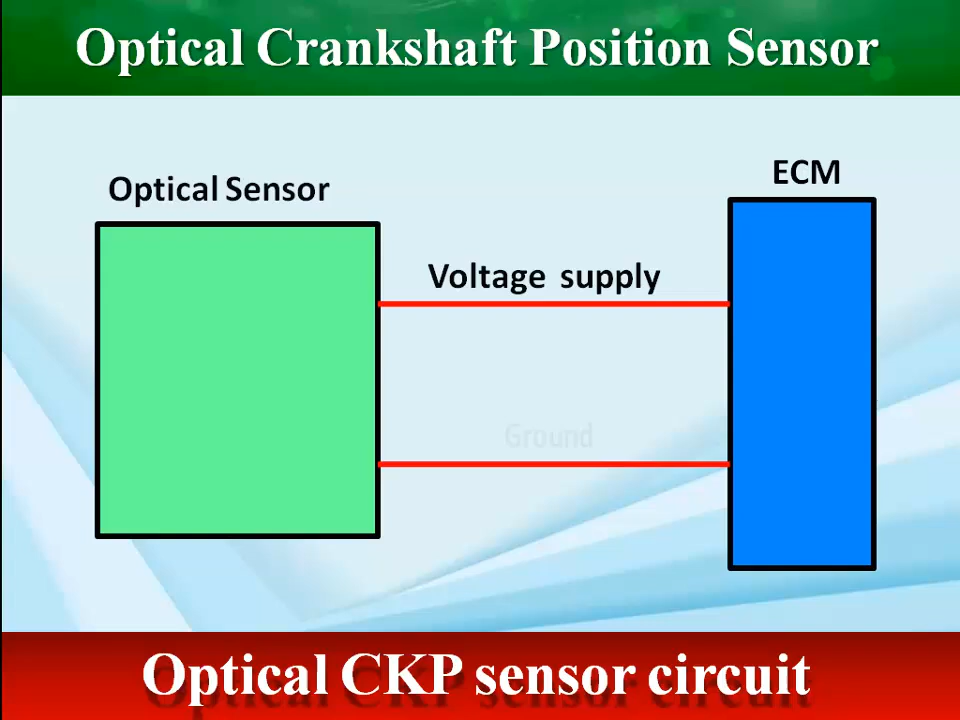 Optical Crankshaft Position Sensor
ECM
Optical Sensor
Voltage supply
Ground
Optical CKP sensor circuit